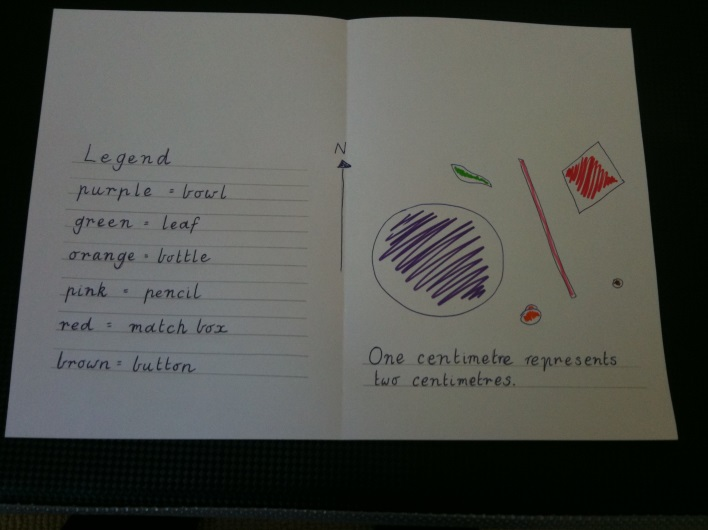 Legend
purple = bowl
green = leaf
orange = bottle
pink = pencil
red = match box
brown = button
N
One centimetre represents
two centimetres.